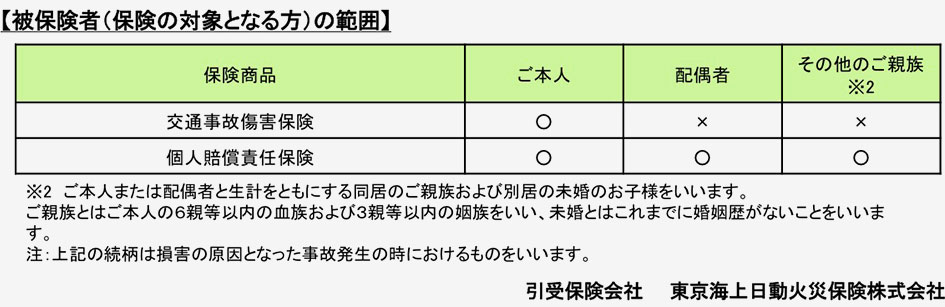 【被保険者（保険の対象となる方）の範囲】
保険商品 ご本人 配偶者 その他のご親族
※2
交通事故傷害保険 〇 × ×
個人賠償責任保険 〇 〇 〇
※2　ご本人または配偶者と生計をともにする同居のご親族および別居の未婚のお子様をいいます。
ご親族とはご本人の６親等以内の血族および３親等以内の姻族をいい、未婚とはこれまでに婚姻歴がないことをいいま
す。
注：上記の続柄は損害の原因となった事故発生の時におけるものをいいます。
引受保険会社　東京海上日動火災保険株式会社